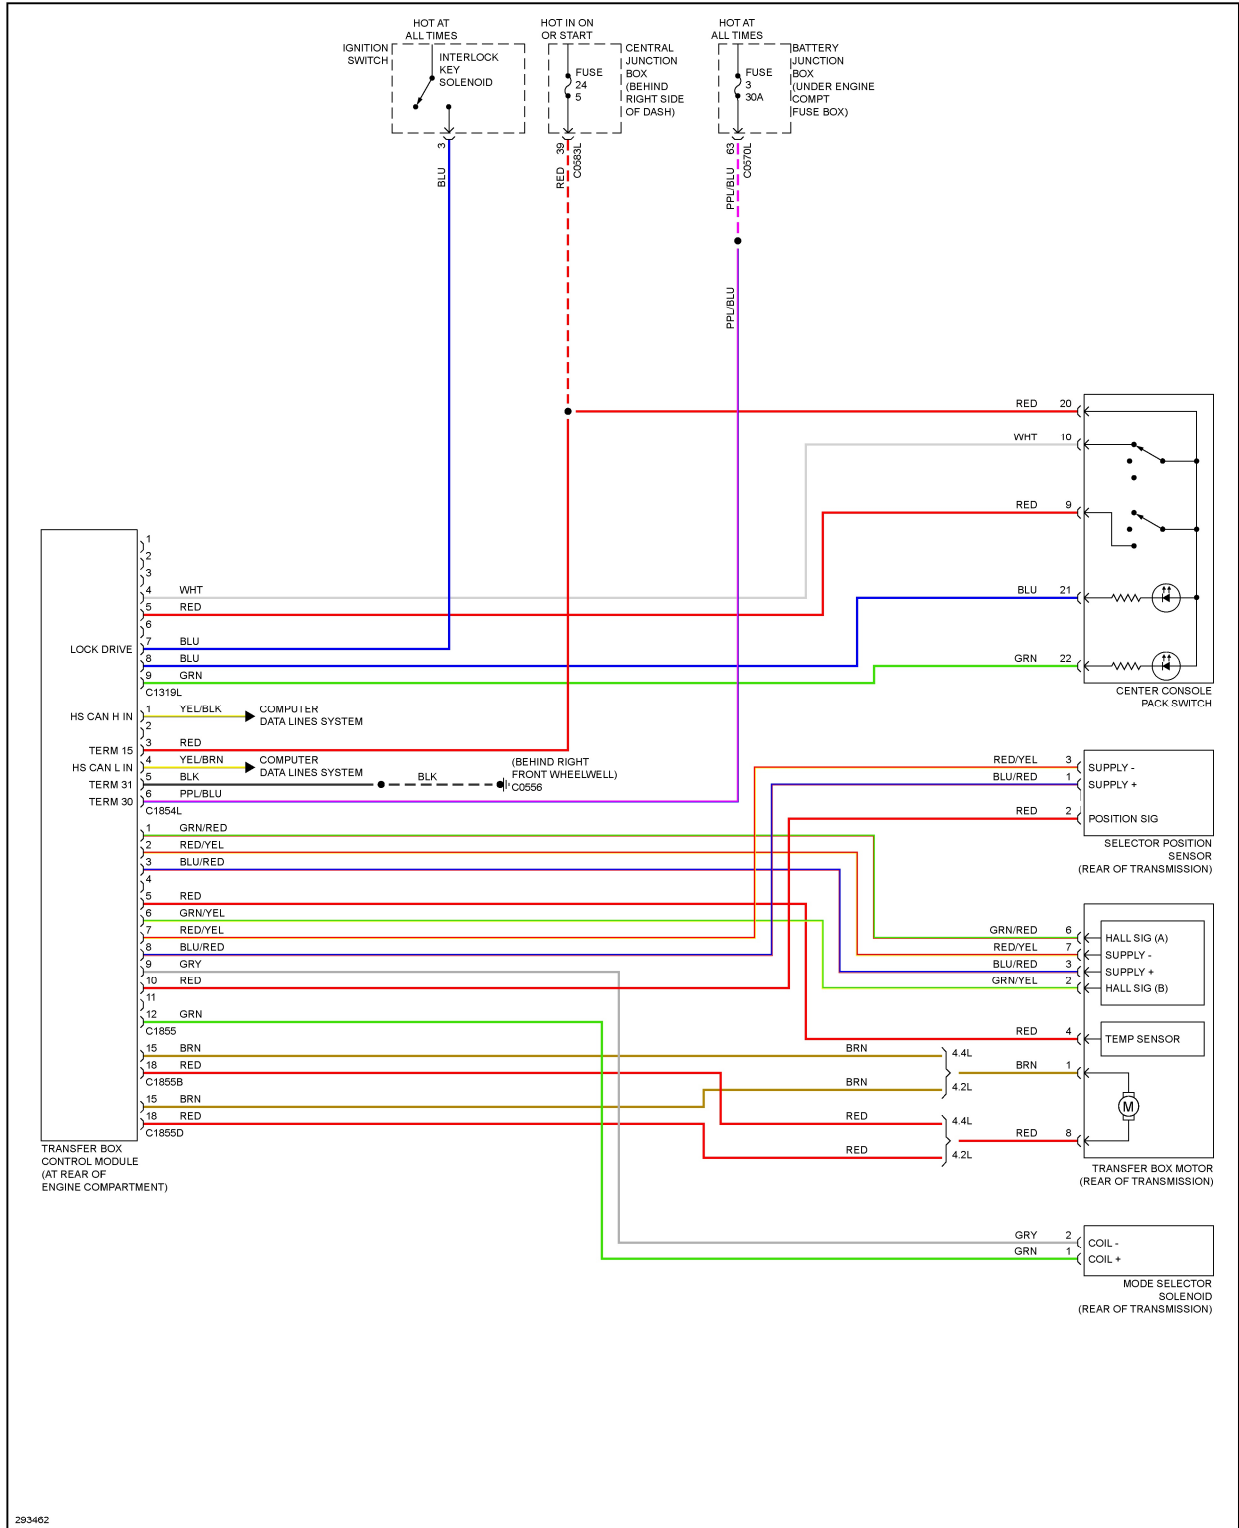 HOT AT
ALL TIMES
HOT IN ON
OR START
HOT AT
ALL TIMES
IGNITION
SWITCH
INTERLOCK
KEY
SOLENOID
FUSE
24
5
CENTRAL
JUNCTION
BOX
(BEHIND
RIGHT SIDE
OF DASH)
FUSE
3
30A
BATTERY
JUNCTION
BOX
(UNDER ENGINE
COMPT
FUSE BOX)
3
BLU
39
C0583L
RED
63
C0570L
PPL/BLU
PPL/BLU
RED 20
WHT 10
RED 9
BLU 21
GRN 22
CENTER CONSOLE
PACK SWITCH
1
2
3
4 WHT
5 RED
6
LOCK DRIVE 7 BLU
8 BLU
9 GRN
C1319L
HS CAN H IN 1 YEL/BLK COMPUTER
DATA LINES SYSTEM
2
TERM 15 3 RED
HS CAN L IN 4 YEL/BRN COMPUTER
DATA LINES SYSTEM
TERM 31 5 BLK BLK
(BEHIND RIGHT
FRONT WHEELWELL)
C0556
TERM 30 6 PPL/BLU
C1854L
RED/YEL 3 SUPPLY -
BLU/RED 1 SUPPLY +
RED 2 POSITION SIG
SELECTOR POSITION
SENSOR
(REAR OF TRANSMISSION)
1 GRN/RED
2 RED/YEL
3 BLU/RED
4
5 RED
6 GRN/YEL
7 RED/YEL
8 BLU/RED
9 GRY
10 RED
11
12 GRN
C1855
15 BRN
18 RED
C1855B
15 BRN
18 RED
C1855D
TRANSFER BOX
CONTROL MODULE
(AT REAR OF
ENGINE COMPARTMENT)
GRN/RED 6 HALL SIG (A)
RED/YEL 7 SUPPLY -
BLU/RED 3 SUPPLY +
GRN/YEL 2 HALL SIG (B)
RED 4 TEMP SENSOR
BRN 4.4L
BRN 1
BRN 4.2L
M
RED 4.4L
RED 8
RED 4.2L
TRANSFER BOX MOTOR
(REAR OF TRANSMISSION)
GRY 2 COIL -
GRN 1 COIL +
MODE SELECTOR
SOLENOID
(REAR OF TRANSMISSION)
293462